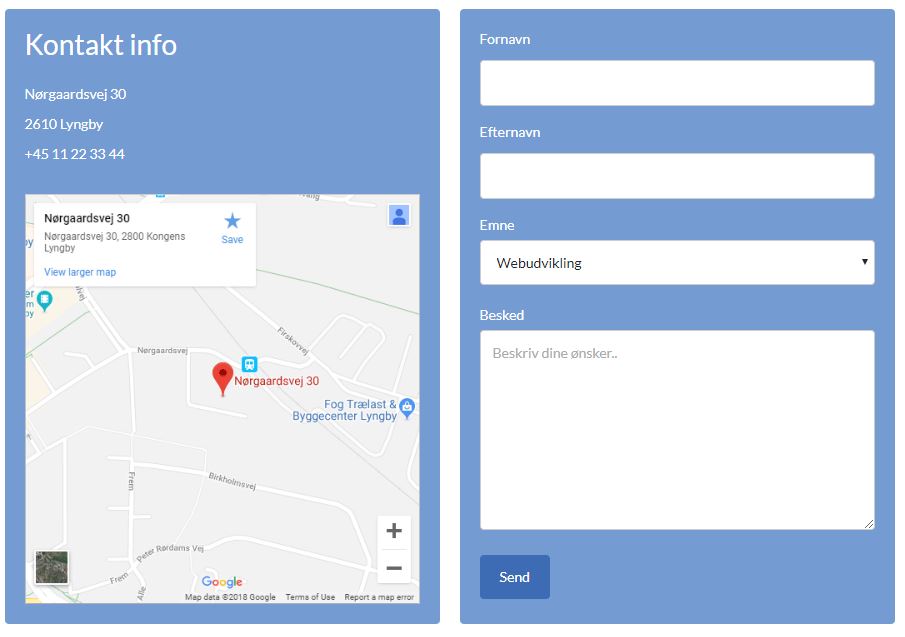 Kontakt info
Nørgaardsvej 30
2610 Lyngby
+45 11 22 33 44
Nørgaardsvej 30
Nørgaardsvej 30, 2800 Kongens
Lyngby
View larger map
Save
Firskovvej
Nørgaardsvej
Nørgaardsvej 30
Fog Trælast &
Byggecenter Lyngby
Birkholmsvej
Frem
Peter Rørdams Vej
Frem
Alle
Google
Map data ©2018 Google Terms of Use Report a map error
Fornavn
Efternavn
Emne
Webudvikling
Besked
Beskriv dine ønsker..
Send